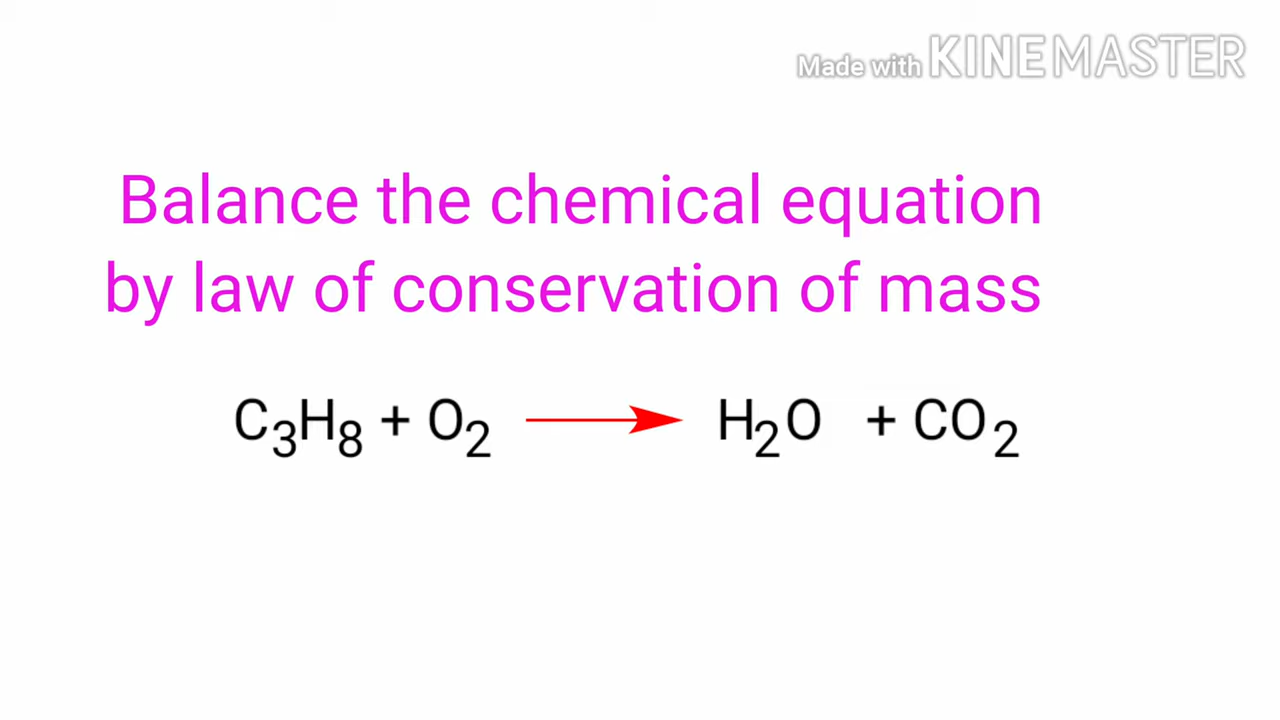 Made with KINEMASTER
Balance the chemical equation
by law of conservation of mass
C₃H₈ + O₂ ⟶ H₂O + CO₂